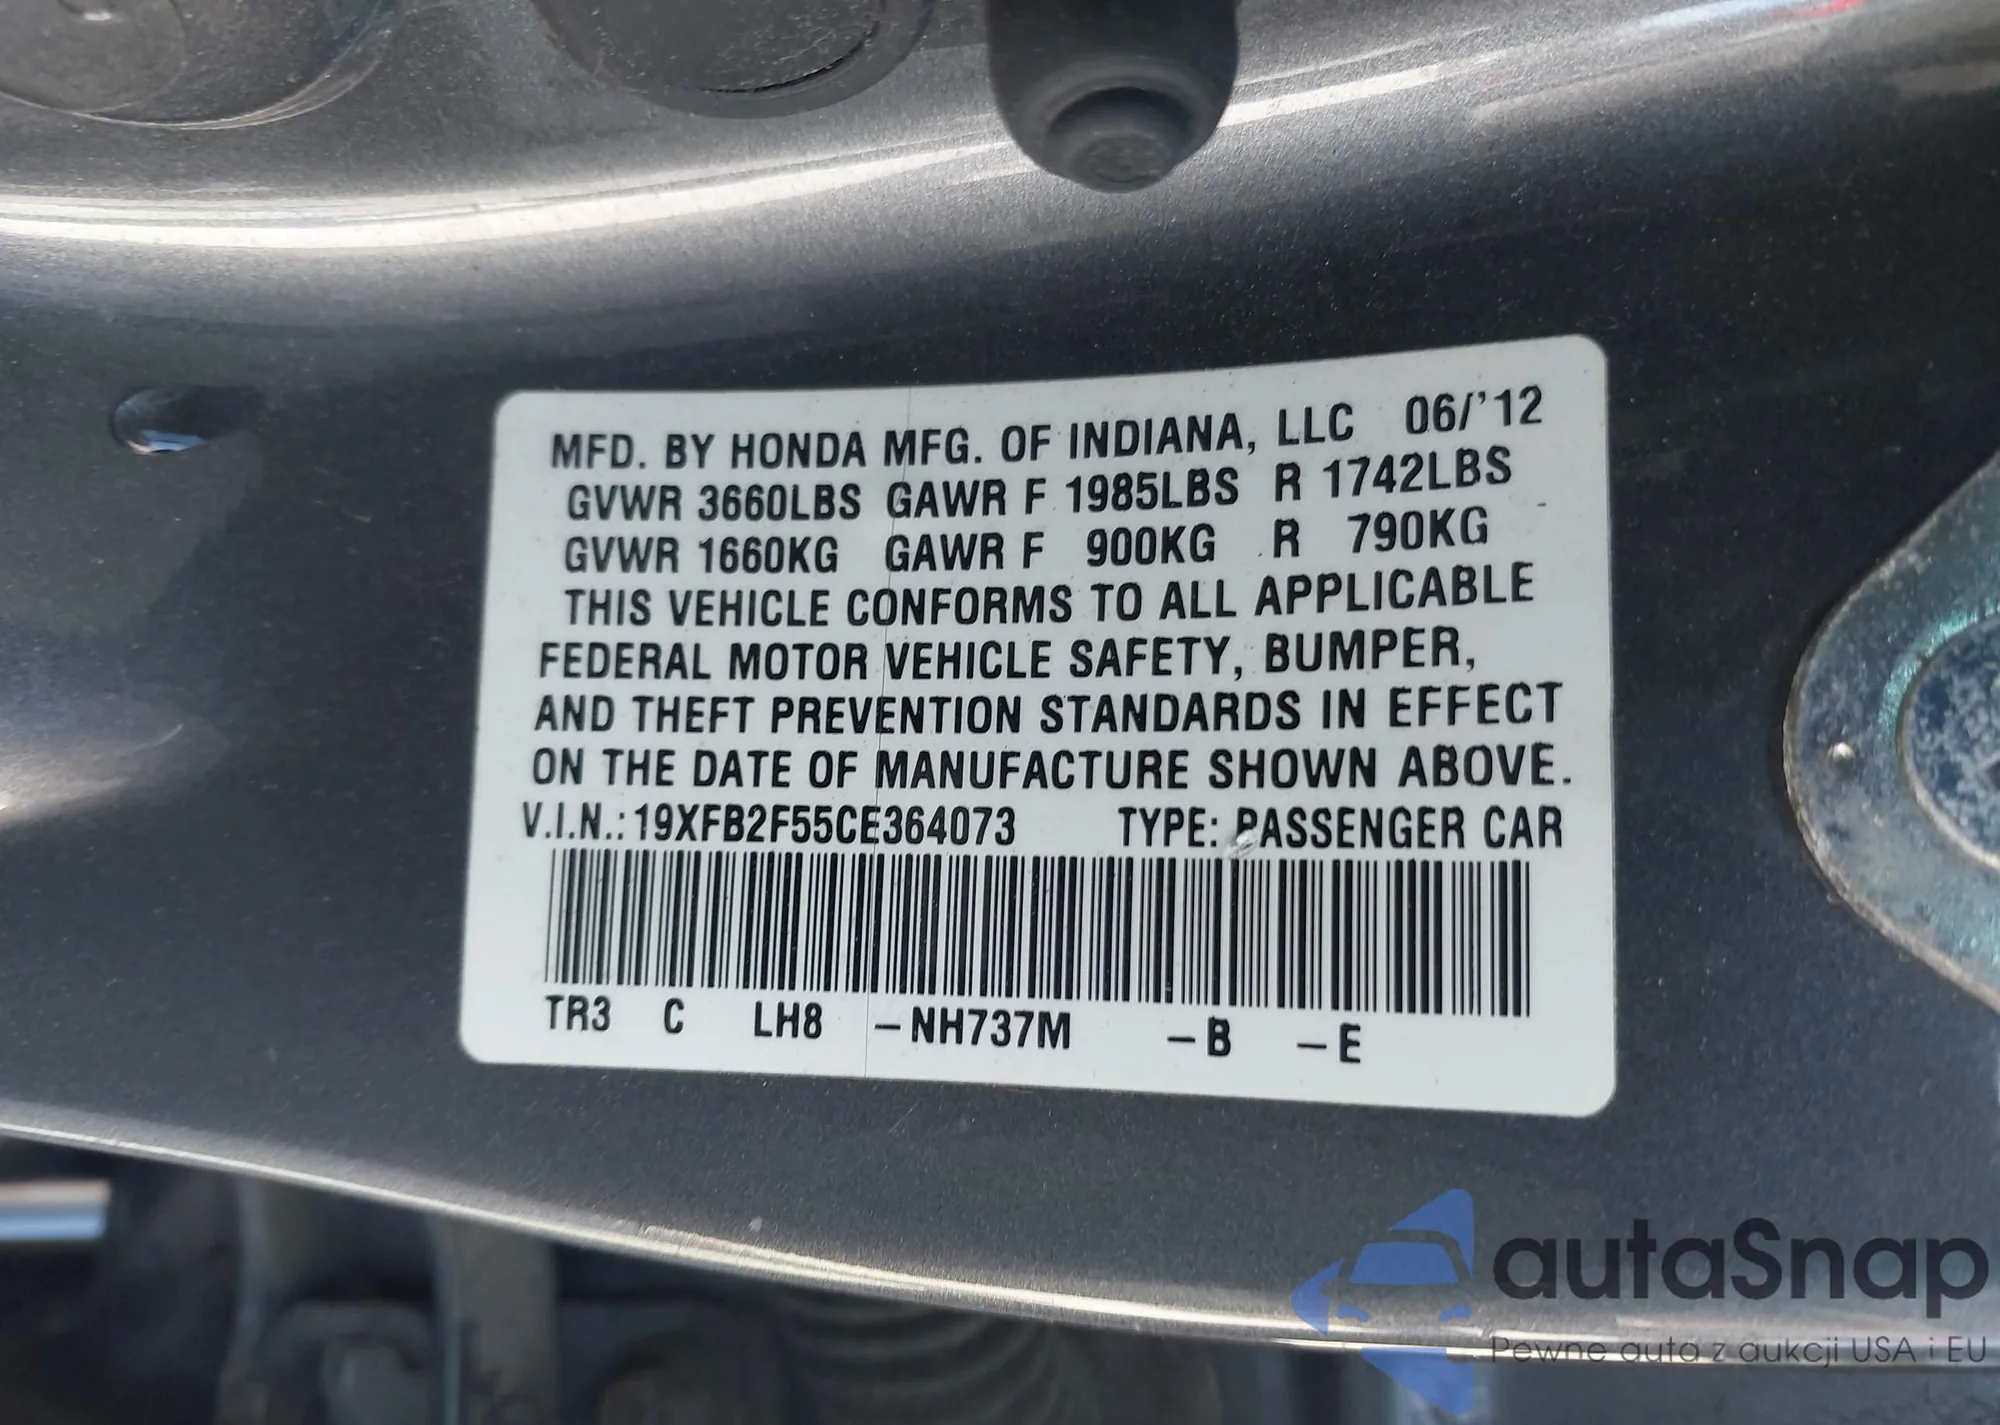 MFD. BY HONDA MFG. OF INDIANA, LLC 06/'12
GVWR 3660LBS GAWR F 1985LBS R 1742LBS
GVWR 1660KG GAWR F 900KG R 790KG
THIS VEHICLE CONFORMS TO ALL APPLICABLE
FEDERAL MOTOR VEHICLE SAFETY, BUMPER,
AND THEFT PREVENTION STANDARDS IN EFFECT
ON THE DATE OF MANUFACTURE SHOWN ABOVE.
V.I.N.: 19XFB2F55CE364073 TYPE: PASSENGER CAR
TR3 C LH8 –NH737M –B –E
autaSnap
Pewne auta z aukcji USA i EU